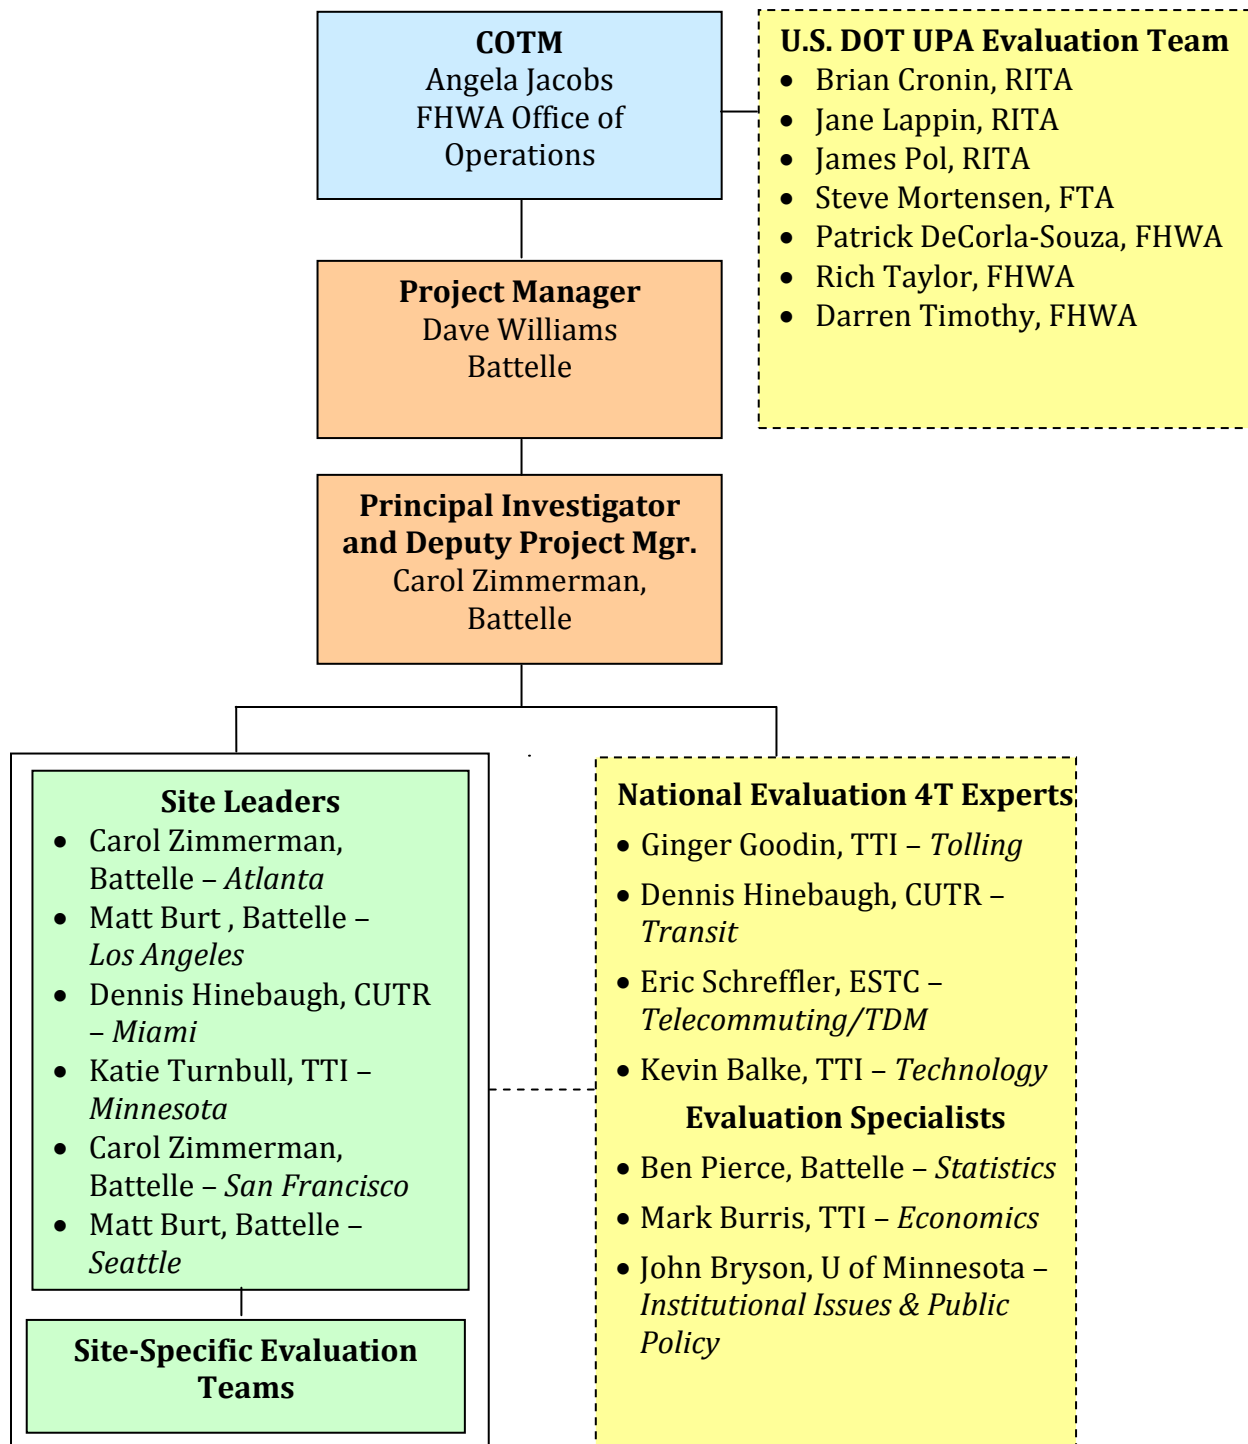 COTM
Angela Jacobs
FHWA Office of
Operations
U.S. DOT UPA Evaluation Team
• Brian Cronin, RITA
• Jane Lappin, RITA
• James Pol, RITA
• Steve Mortensen, FTA
• Patrick DeCorla-Souza, FHWA
• Rich Taylor, FHWA
• Darren Timothy, FHWA
Project Manager
Dave Williams
Battelle
Principal Investigator
and Deputy Project Mgr.
Carol Zimmerman,
Battelle
Site Leaders
• Carol Zimmerman,
Battelle – Atlanta
• Matt Burt , Battelle –
Los Angeles
• Dennis Hinebaugh, CUTR
– Miami
• Katie Turnbull, TTI –
Minnesota
• Carol Zimmerman,
Battelle – San Francisco
• Matt Burt, Battelle –
Seattle
Site-Specific Evaluation
Teams
National Evaluation 4T Experts
• Ginger Goodin, TTI – Tolling
• Dennis Hinebaugh, CUTR –
Transit
• Eric Schreffler, ESTC –
Telecommuting/TDM
• Kevin Balke, TTI – Technology
Evaluation Specialists
• Ben Pierce, Battelle – Statistics
• Mark Burris, TTI – Economics
• John Bryson, U of Minnesota –
Institutional Issues & Public
Policy